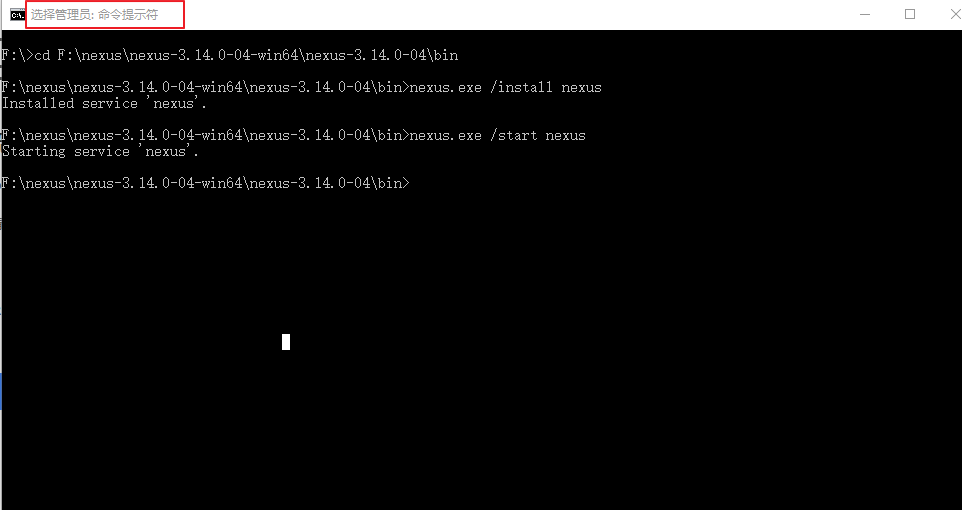 选择管理员: 命令提示符
F:\>cd F:\nexus\nexus-3.14.0-04-win64\nexus-3.14.0-04\bin
F:\nexus\nexus-3.14.0-04-win64\nexus-3.14.0-04\bin>nexus.exe /install nexus
Installed service 'nexus'.
F:\nexus\nexus-3.14.0-04-win64\nexus-3.14.0-04\bin>nexus.exe /start nexus
Starting service 'nexus'.
F:\nexus\nexus-3.14.0-04-win64\nexus-3.14.0-04\bin>